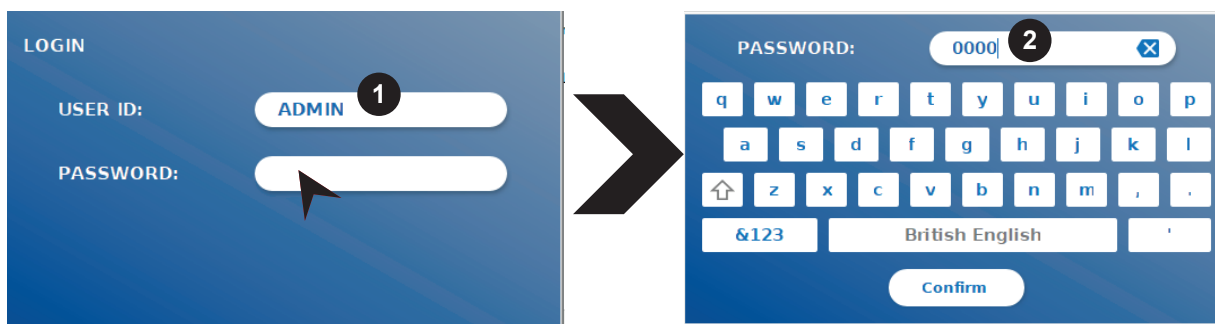 LOGIN
USER ID: ADMIN 1
PASSWORD:
PASSWORD: 0000 2
q w e r t y u i o p
a s d f g h j k l
z x c v b n m , .
&123 British English '
Confirm